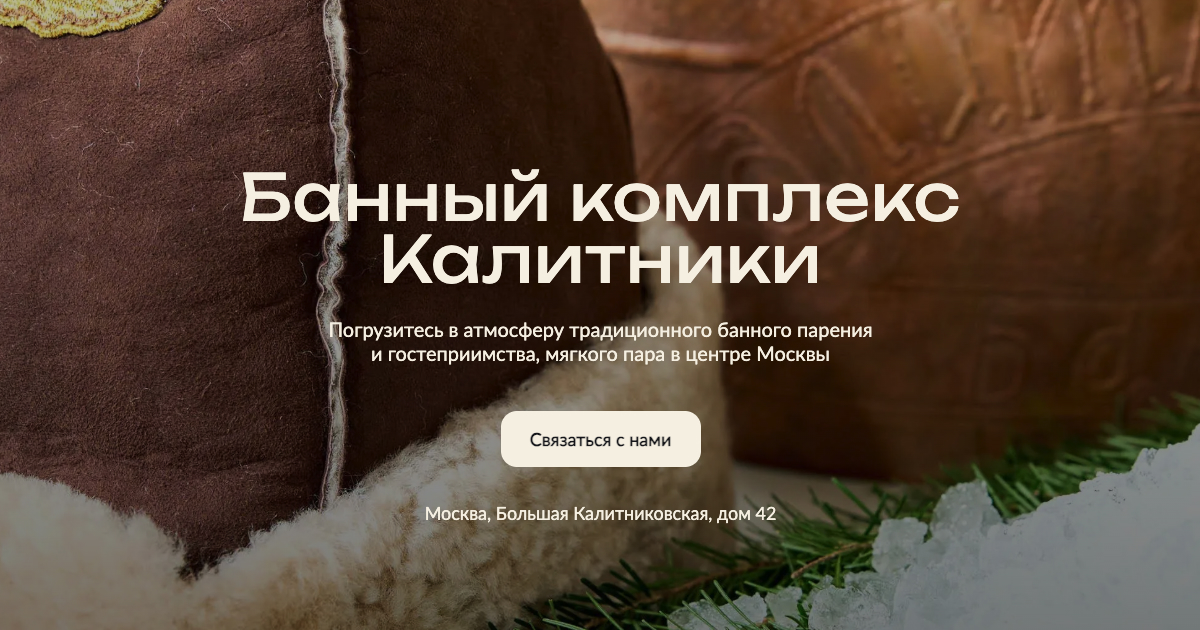 Банный комплекс
Калитники
Погрузитесь в атмосферу традиционного банного парения
и гостеприимства, мягкого пара в центре Москвы
Связаться с нами
Москва, Большая Калитниковская, дом 42